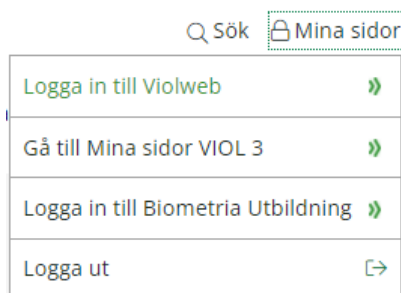 Sök Mina sidor
Logga in till Violweb
Gå till Mina sidor VIOL 3
Logga in till Biometria Utbildning
Logga ut